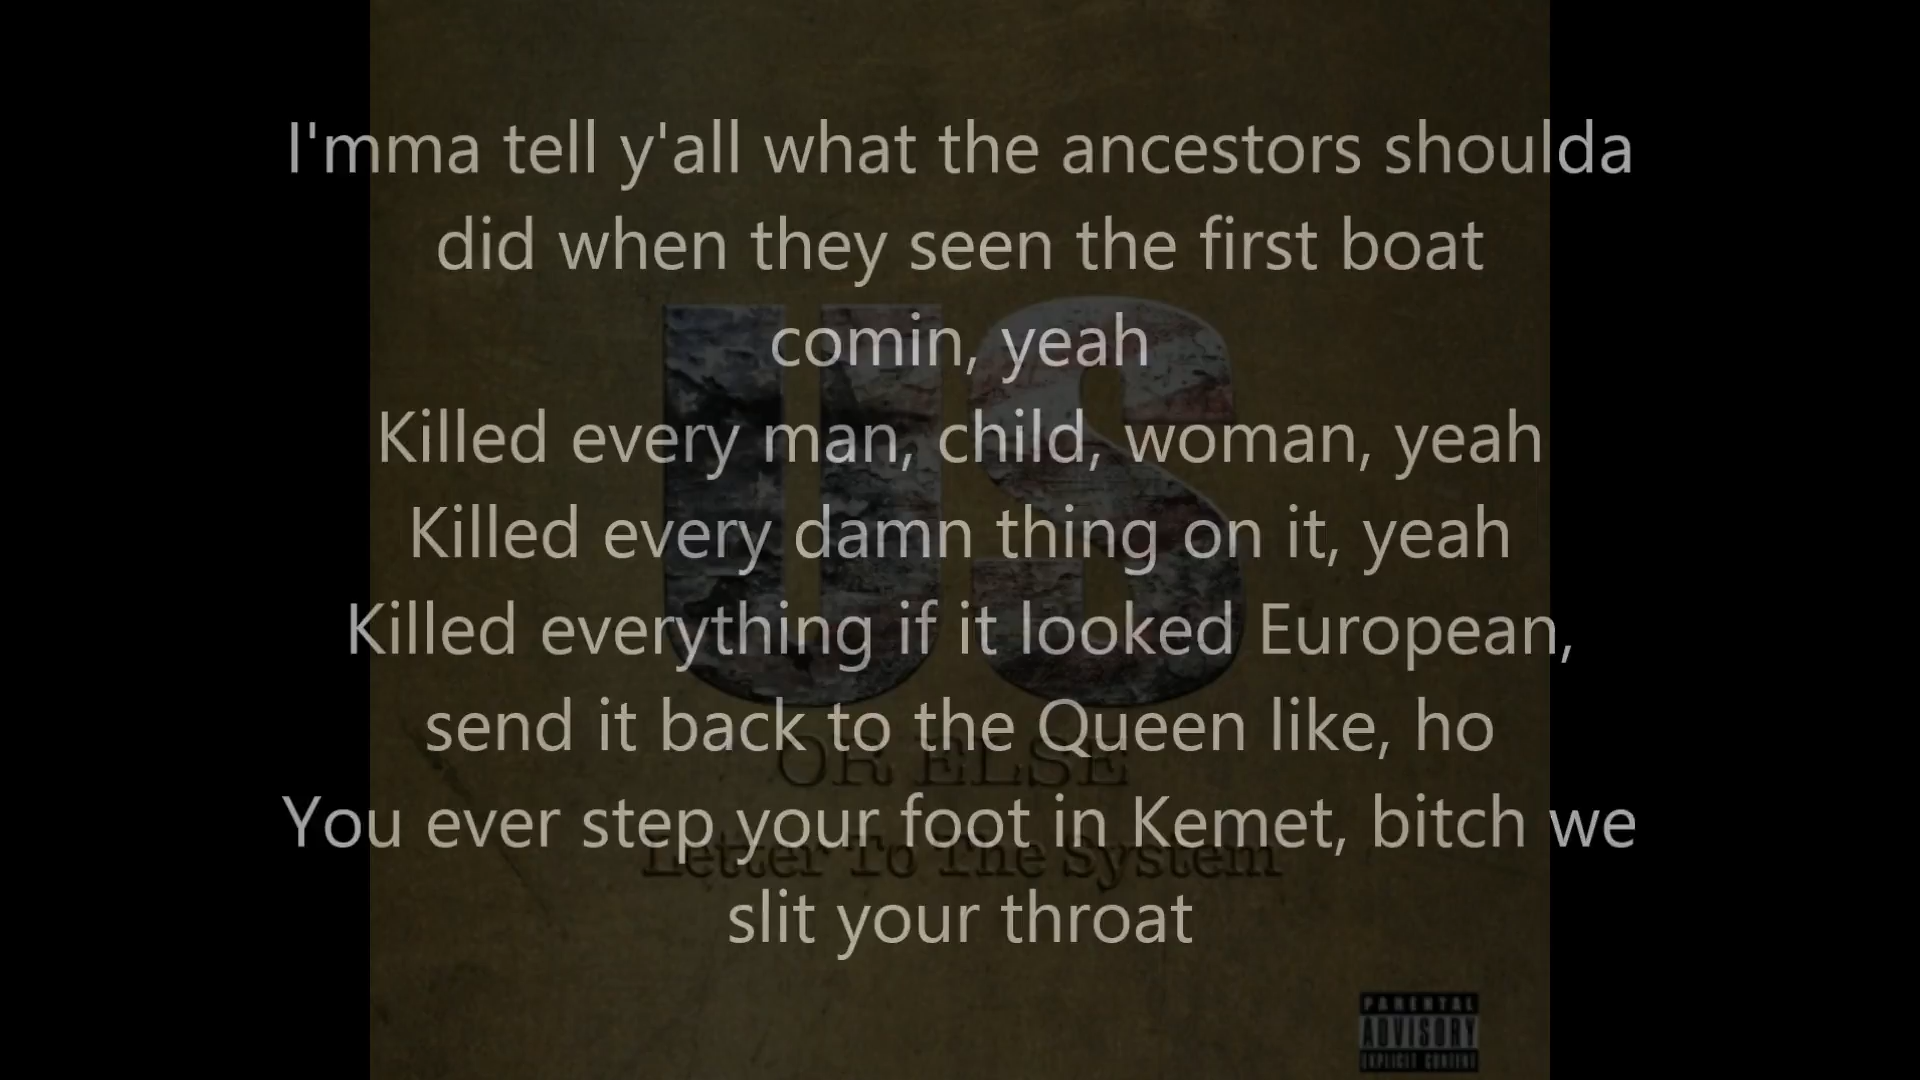 I'mma tell y'all what the ancestors shoulda
did when they seen the first boat
comin, yeah
Killed every man, child, woman, yeah
Killed every damn thing on it, yeah
Killed everything if it looked European,
send it back to the Queen like, ho
You ever step your foot in Kemet, bitch we
slit your throat
US
OR ELSE
Letter To The System
PARENTAL
ADVISORY
EXPLICIT CONTENT